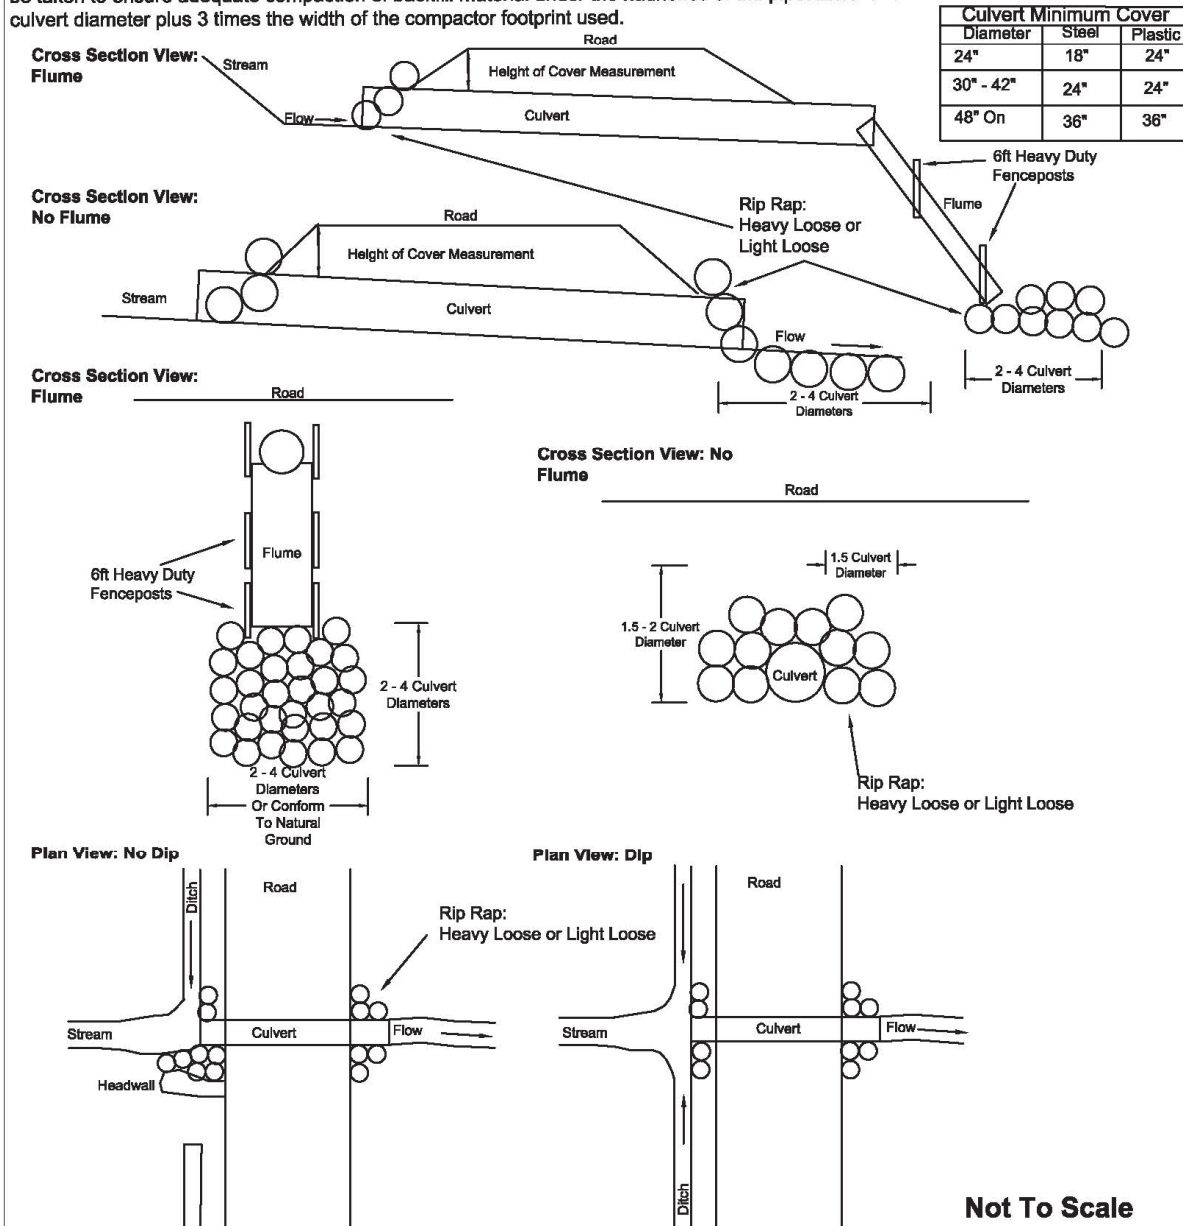 culvert diameter plus 3 times the width of the compactor footprint used.
Culvert Minimum Cover
Diameter Steel Plastic
24" 18" 24"
30" - 42" 24" 24"
48" On 36" 36"
Cross Section View:
Flume
Stream
Road
Height of Cover Measurement
Flow
Culvert
6ft Heavy Duty
Fenceposts
Flume
Rip Rap:
Heavy Loose or
Light Loose
Cross Section View:
No Flume
Road
Height of Cover Measurement
Stream
Culvert
Flow
2 - 4 Culvert
Diameters
2 - 4 Culvert
Diameters
Cross Section View:
Flume
Road
Flume
6ft Heavy Duty
Fenceposts
2 - 4 Culvert
Diameters
2 - 4 Culvert
Diameters
Or Conform
To Natural
Ground
Cross Section View: No
Flume
Road
1.5 Culvert
Diameter
1.5 - 2 Culvert
Diameter
Culvert
Rip Rap:
Heavy Loose or Light Loose
Plan View: No Dip
Ditch
Road
Rip Rap:
Heavy Loose or Light Loose
Stream
Culvert
Flow
Headwall
Plan View: Dip
Road
Stream
Culvert
Flow
Ditch
Not To Scale